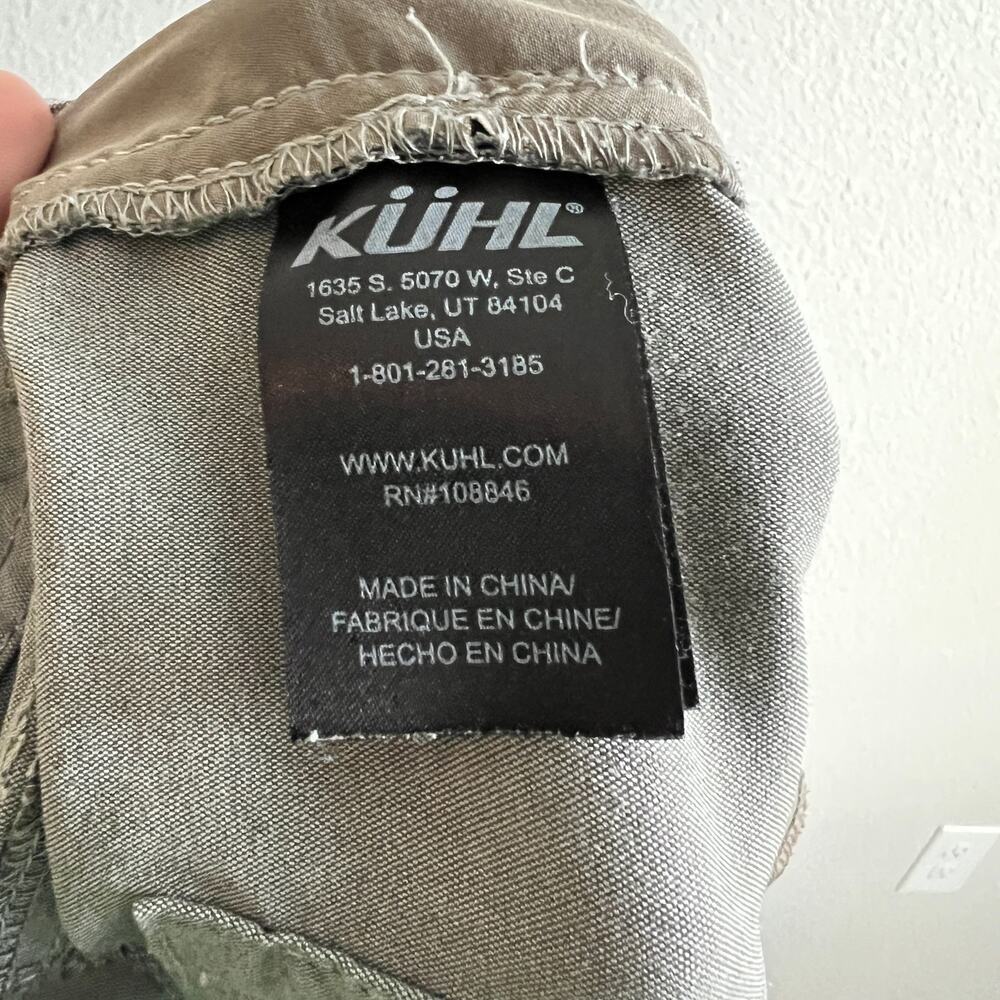 KÜHL®
1635 S. 5070 W, Ste C
Salt Lake, UT 84104
USA
1-801-281-3185
WWW.KUHL.COM
RN#108846
MADE IN CHINA/
FABRIQUE EN CHINE/
HECHO EN CHINA